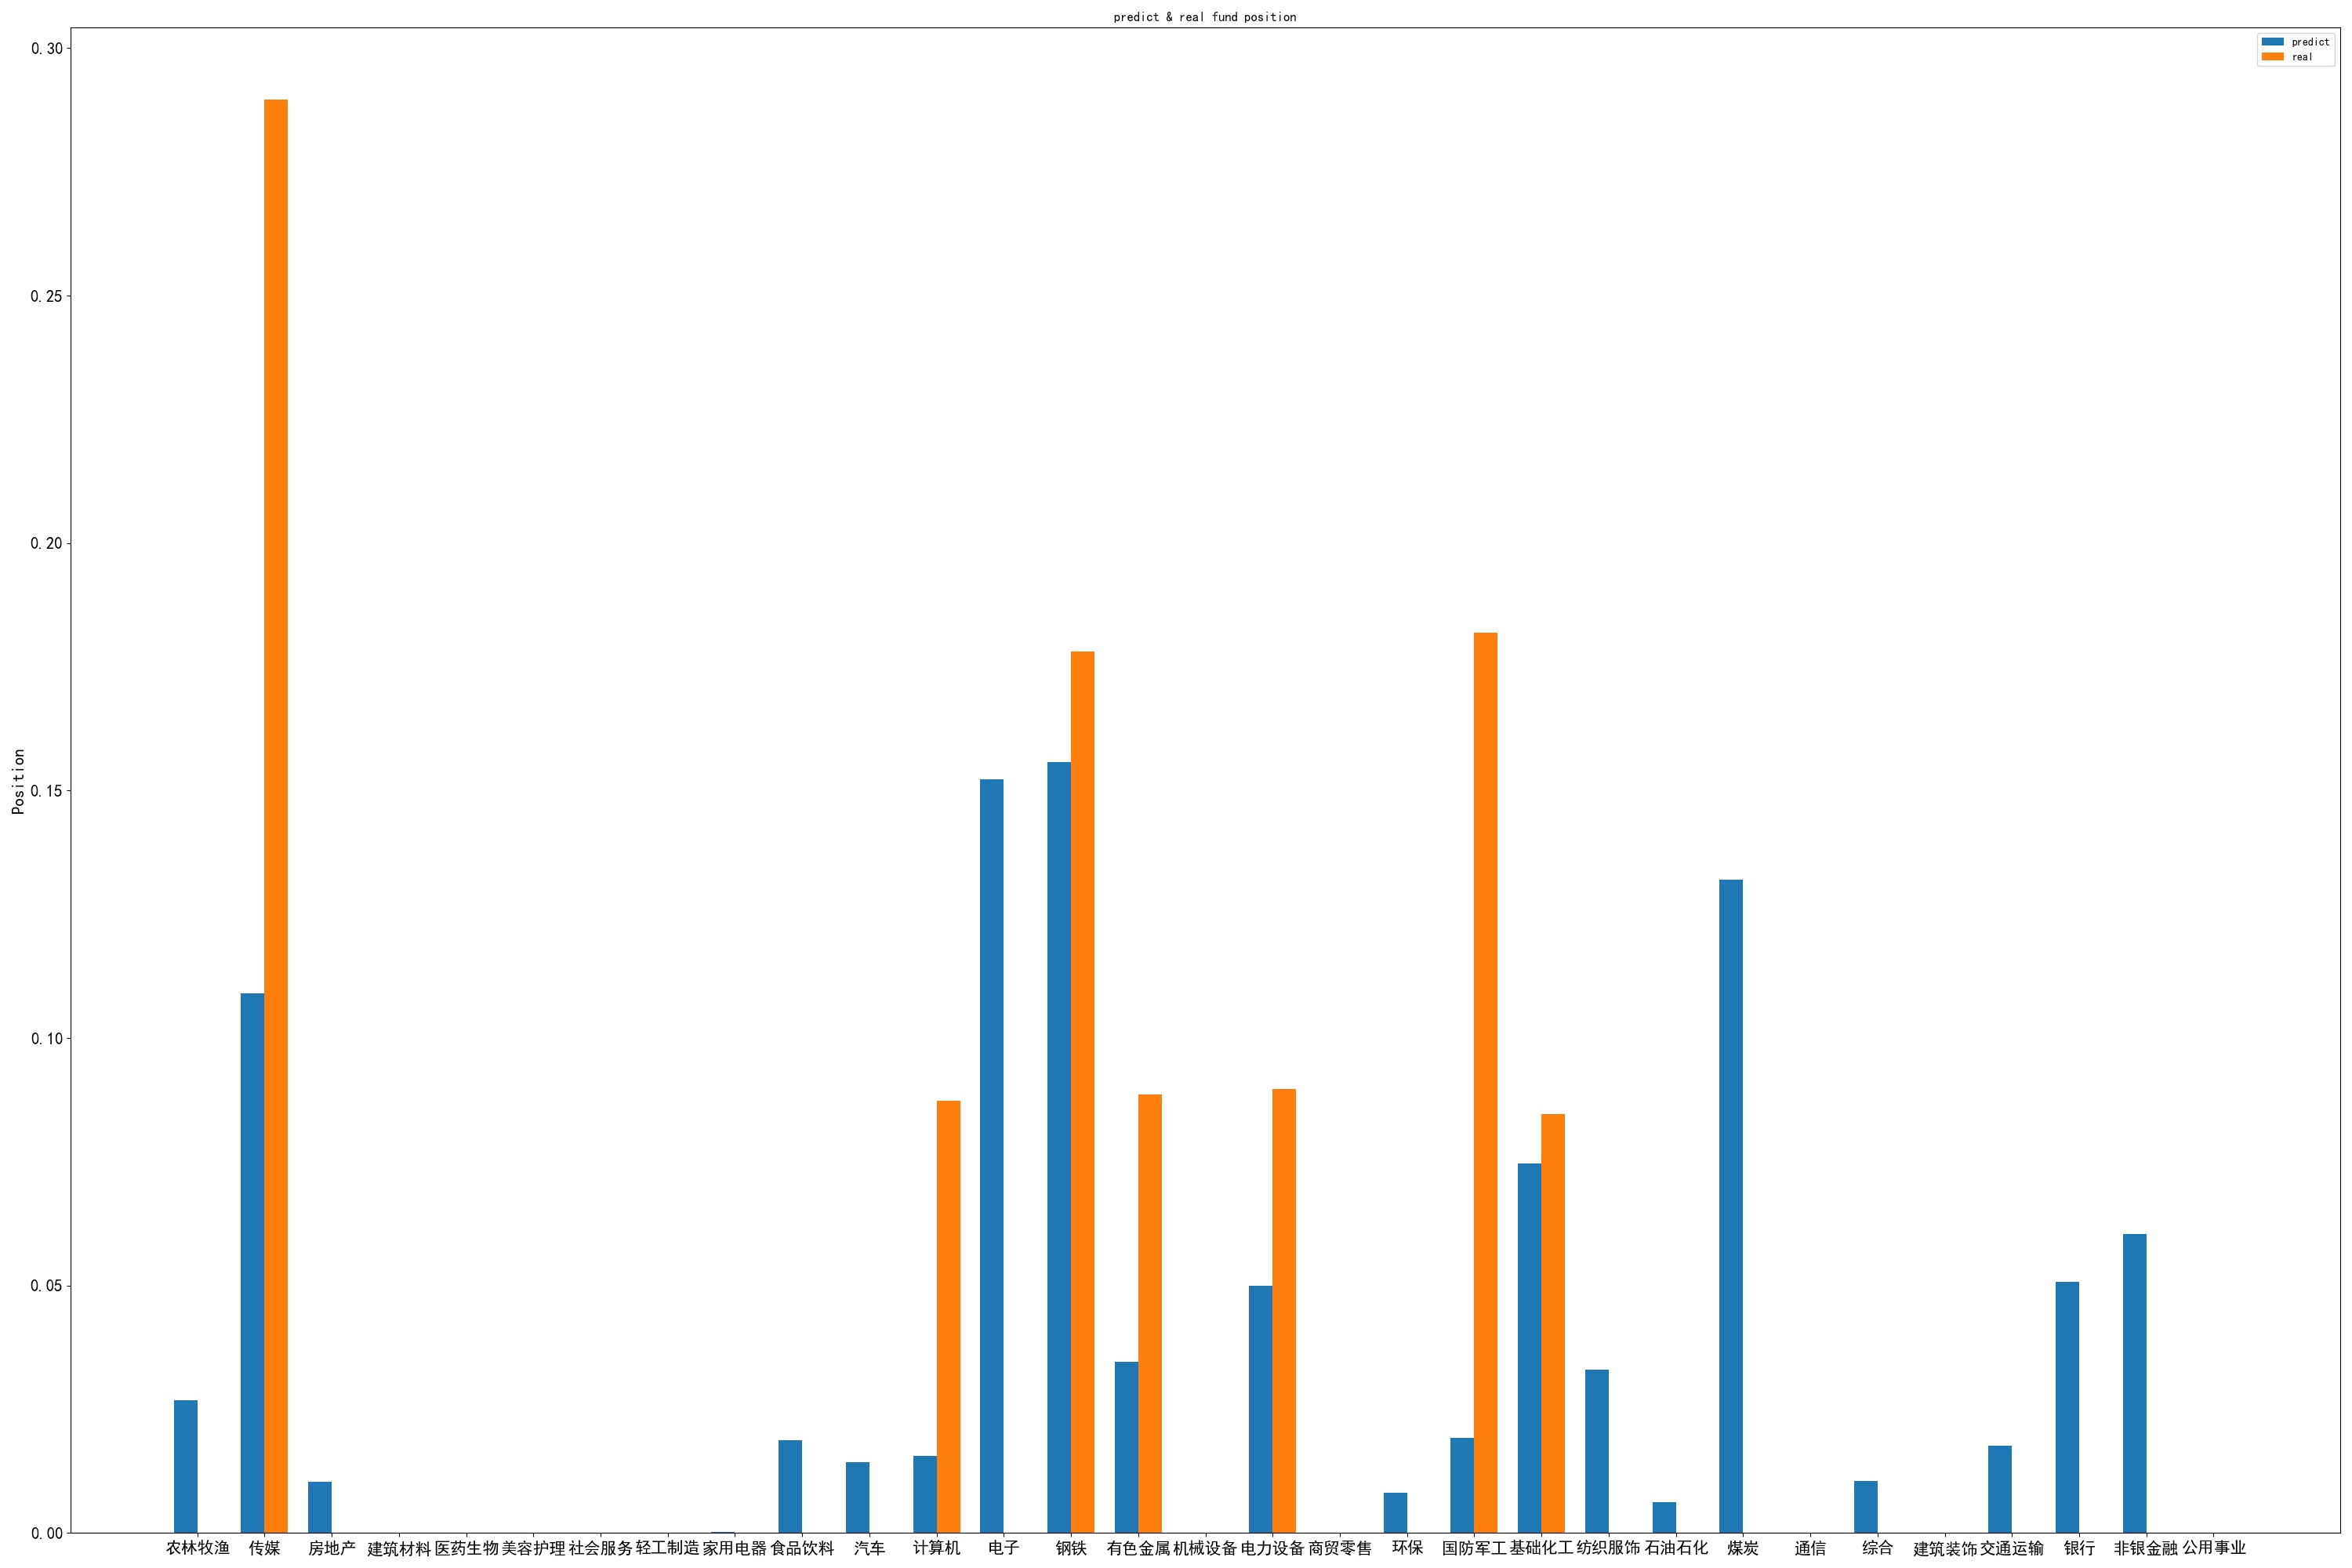 predict & real fund position
predict
real
0.30
0.25
0.20
0.15
0.10
0.05
0.00
Position
农林牧渔 传媒 房地产 建筑材料 医药生物 美容护理 社会服务 轻工制造 家用电器 食品饮料 汽车 计算机 电子 钢铁 有色金属 机械设备 电力设备 商贸零售 环保 国防军工 基础化工 纺织服饰 石油石化 煤炭 通信 综合 建筑装饰 交通运输 银行 非银金融 公用事业